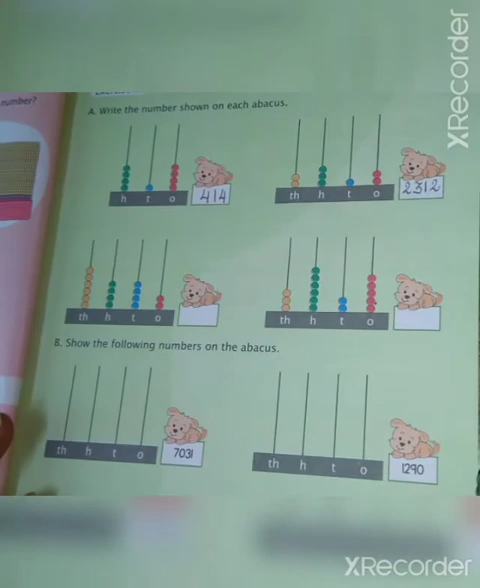 XRecorder
number?
A. Write the number shown on each abacus.
h t o
414
th h t o
2312
th h t o
th h t o
B. Show the following numbers on the abacus.
th h t o
7031
th h t o
1290
XRecorder